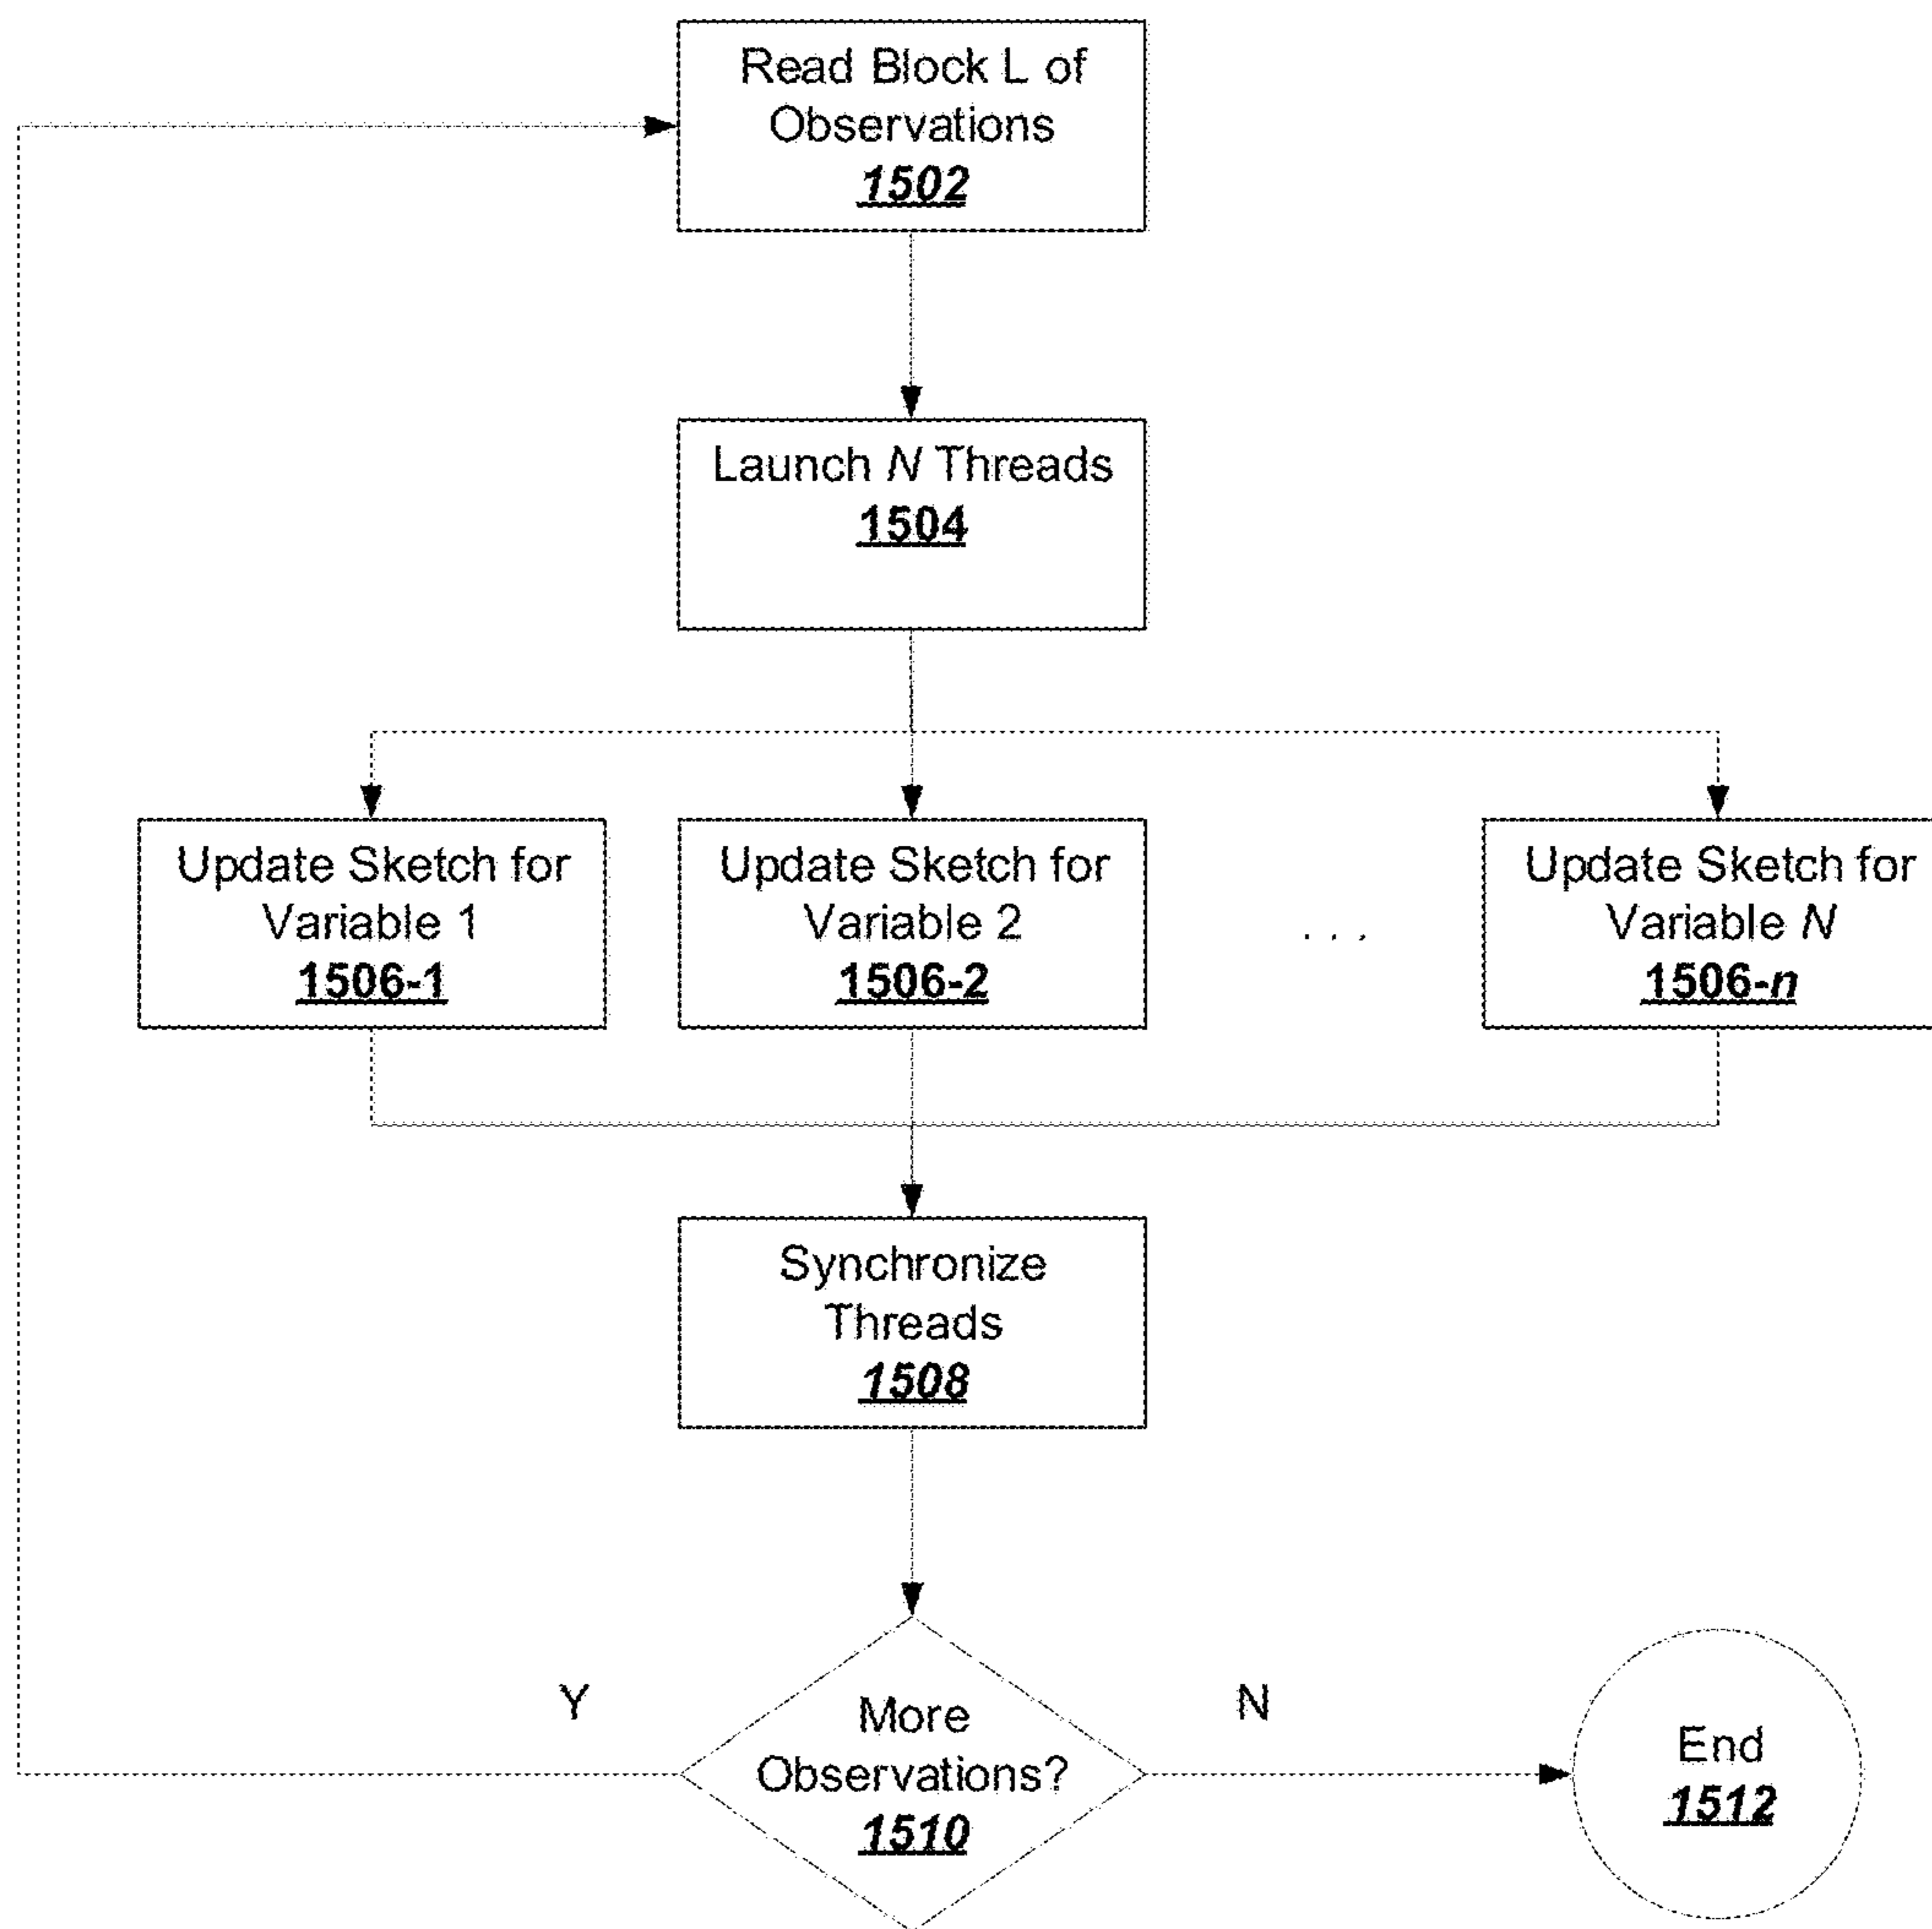 Read Block L of
Observations
1502
Launch N Threads
1504
Update Sketch for
Variable 1
1506-1
Update Sketch for
Variable 2
1506-2
. . .
Update Sketch for
Variable N
1506-n
Synchronize
Threads
1508
Y
More
Observations?
1510
N
End
1512